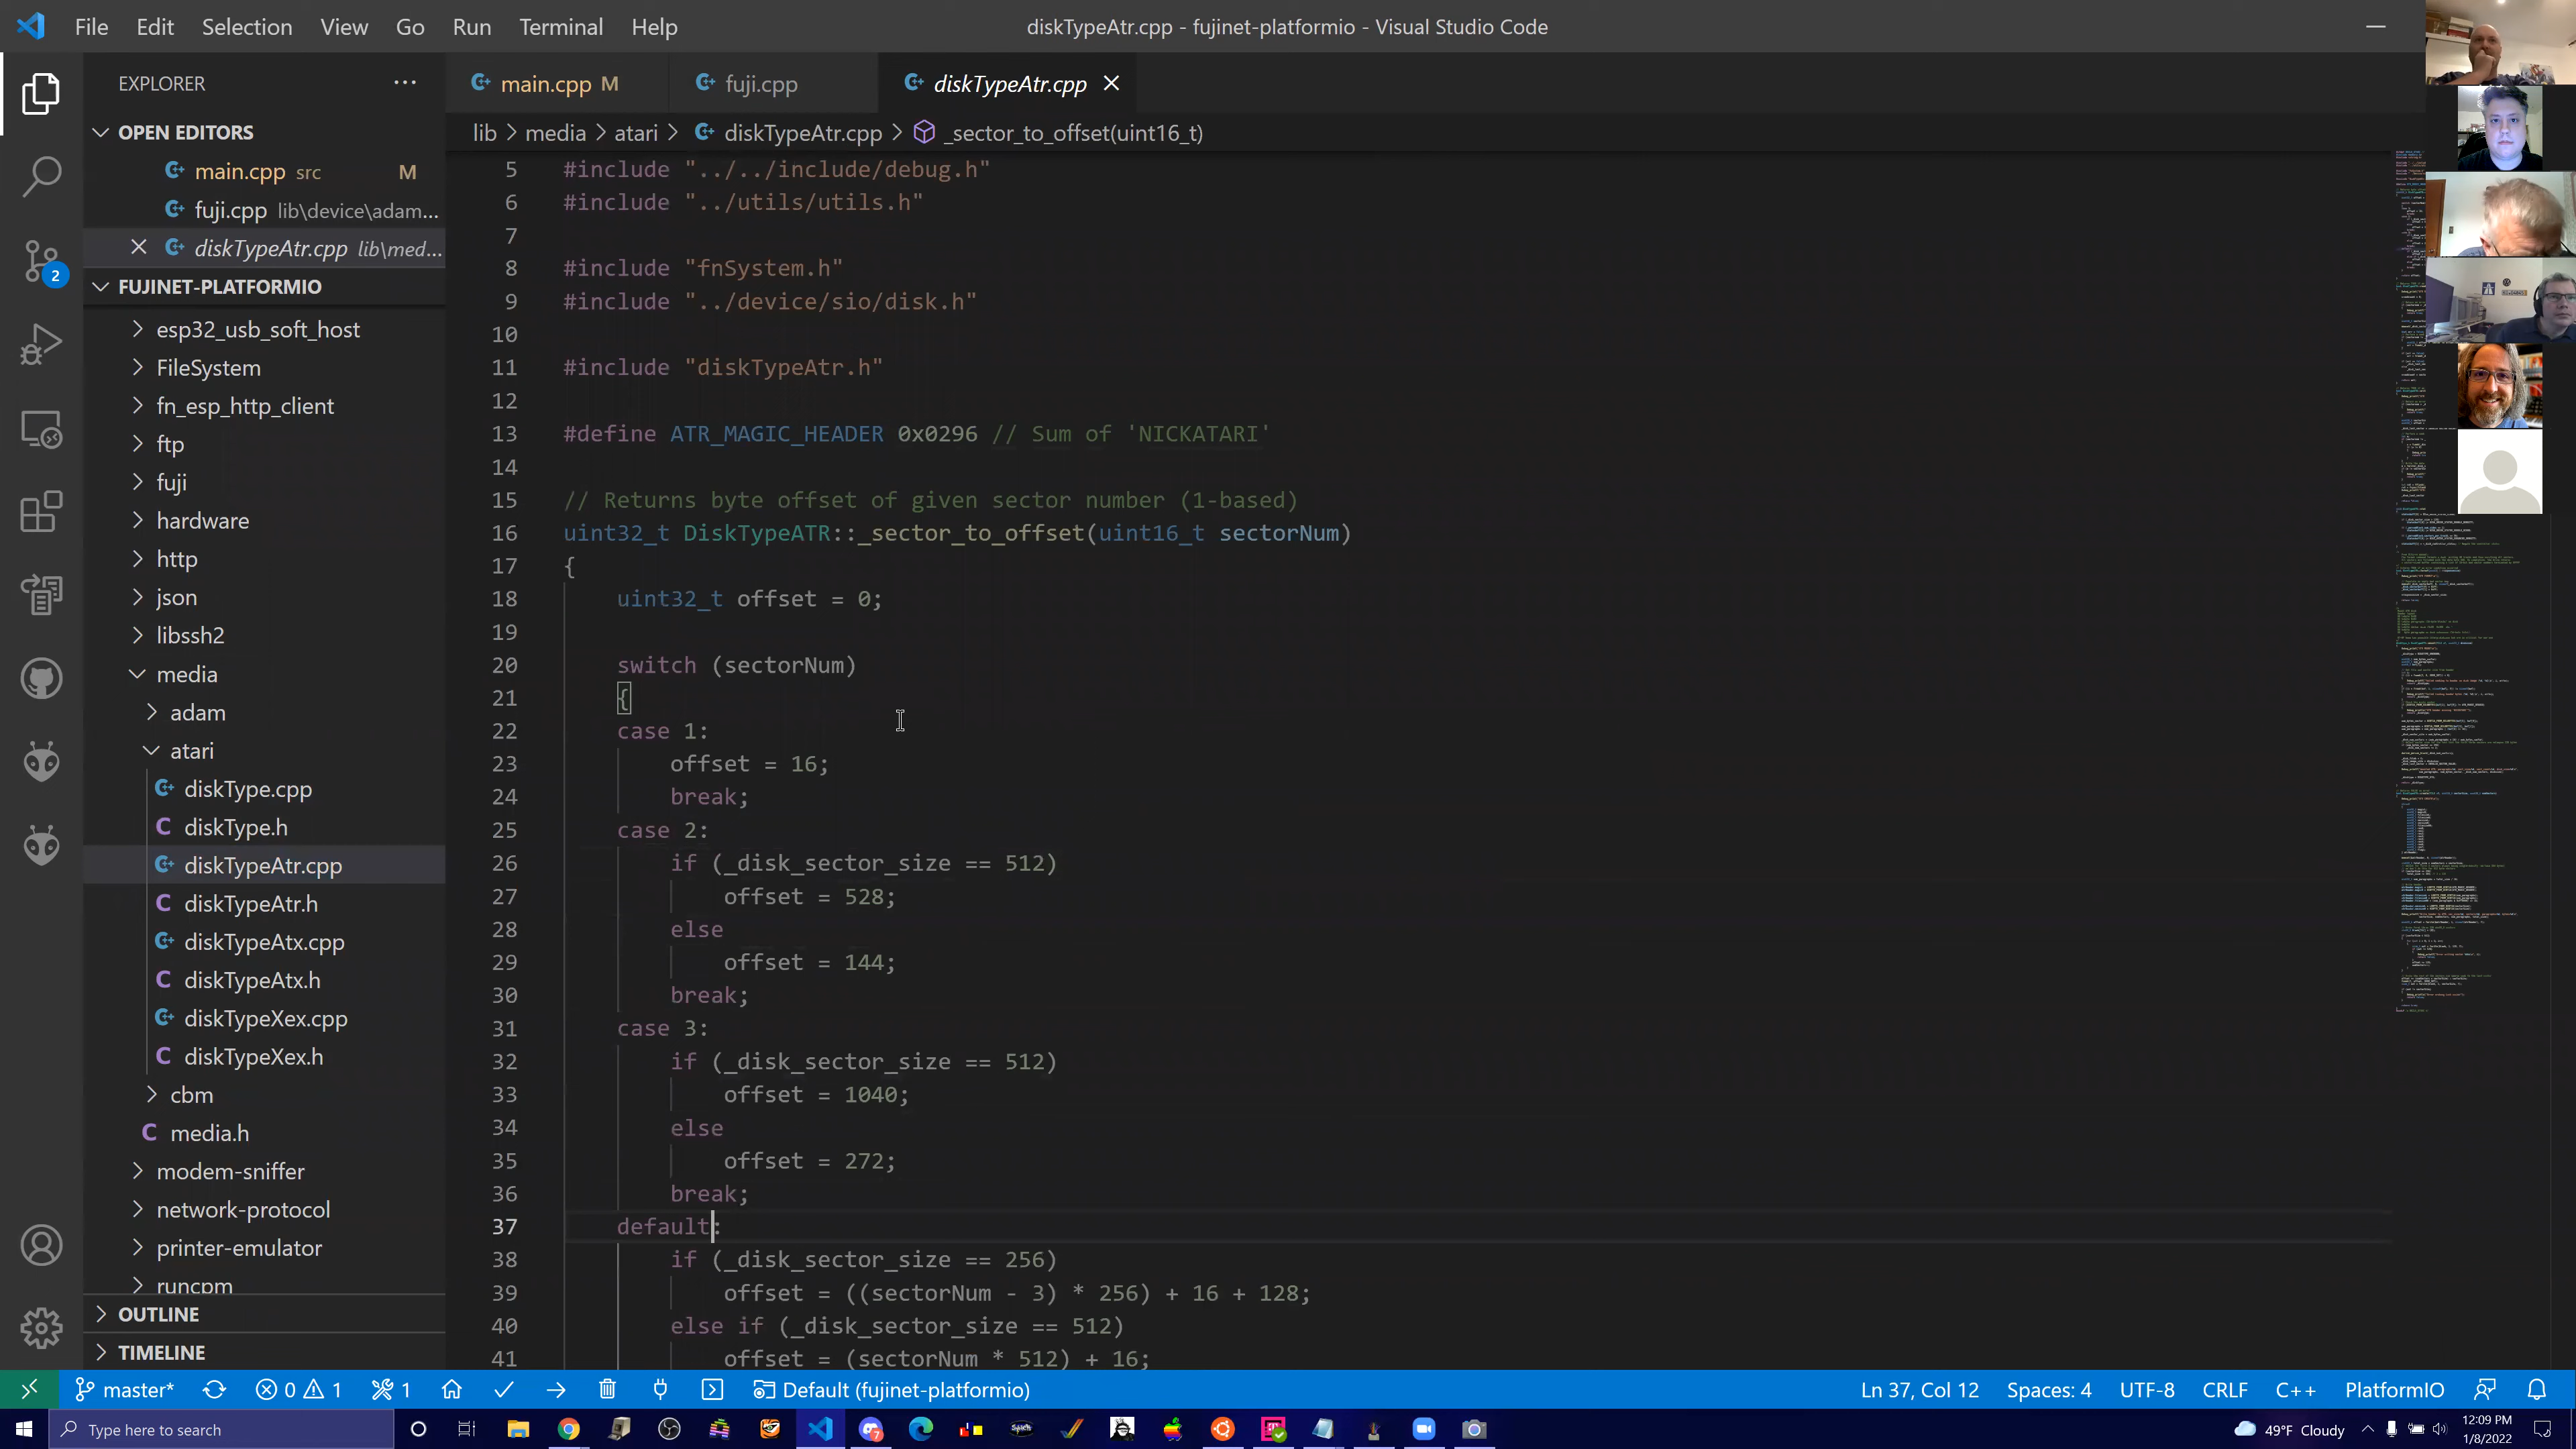 File Edit Selection View Go Run Terminal Help
diskTypeAtr.cpp - fujinet-platformio - Visual Studio Code
EXPLORER
OPEN EDITORS
main.cpp src M
fuji.cpp lib\device\adam...
diskTypeAtr.cpp lib\med...
2
FUJINET-PLATFORMIO
esp32_usb_soft_host
FileSystem
fn_esp_http_client
ftp
fuji
hardware
http
json
libssh2
media
adam
atari
diskType.cpp
diskType.h
diskTypeAtr.cpp
diskTypeAtr.h
diskTypeAtx.cpp
diskTypeAtx.h
diskTypeXex.cpp
diskTypeXex.h
cbm
media.h
modem-sniffer
network-protocol
printer-emulator
runcpm
OUTLINE
TIMELINE
main.cpp M
fuji.cpp
diskTypeAtr.cpp
lib > media > atari > diskTypeAtr.cpp > _sector_to_offset(uint16_t)
5 #include "../../include/debug.h"
6 #include "../utils/utils.h"
7
8 #include "fnSystem.h"
9 #include "../device/sio/disk.h"
10
11 #include "diskTypeAtr.h"
12
13 #define ATR_MAGIC_HEADER 0x0296 // Sum of 'NICKATARI'
14
15 // Returns byte offset of given sector number (1-based)
16 uint32_t DiskTypeATR::_sector_to_offset(uint16_t sectorNum)
17 {
18 uint32_t offset = 0;
19
20 switch (sectorNum)
21 {
22 case 1:
23 offset = 16;
24 break;
25 case 2:
26 if (_disk_sector_size == 512)
27 offset = 528;
28 else
29 offset = 144;
30 break;
31 case 3:
32 if (_disk_sector_size == 512)
33 offset = 1040;
34 else
35 offset = 272;
36 break;
37 default:
38 if (_disk_sector_size == 256)
39 offset = ((sectorNum - 3) * 256) + 16 + 128;
40 else if (_disk_sector_size == 512)
41 offset = (sectorNum * 512) + 16;
master* 0 1 1 Default (fujinet-platformio) Ln 37, Col 12 Spaces: 4 UTF-8 CRLF C++ PlatformIO
Type here to search
49°F Cloudy
12:09 PM
1/8/2022